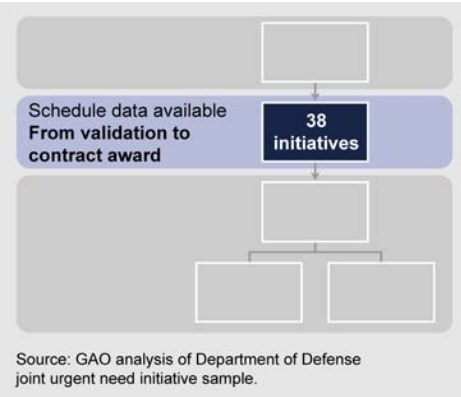 Schedule data available
From validation to
contract award
38
initiatives
Source: GAO analysis of Department of Defense
joint urgent need initiative sample.